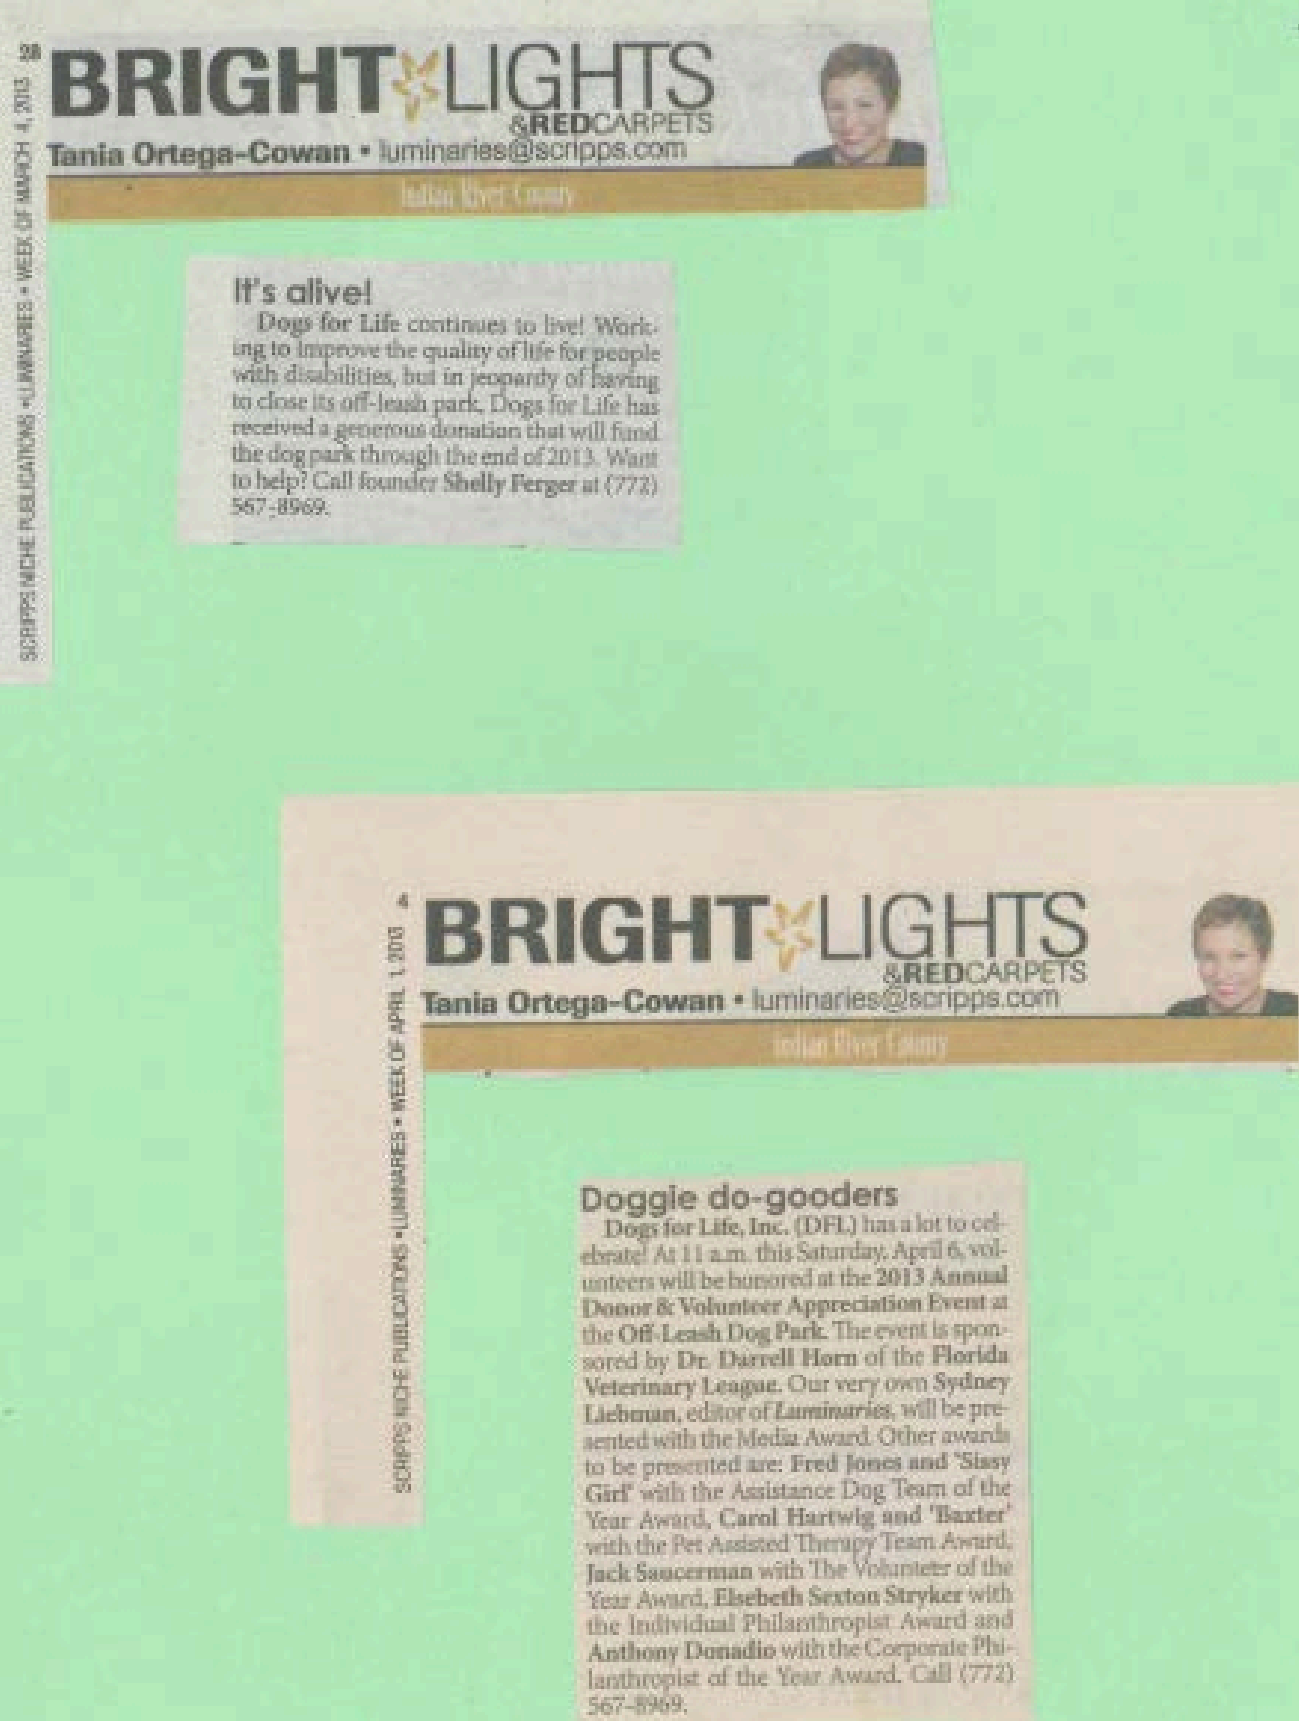 28
SCRIPPS NICHE PUBLICATIONS • LUMINARIES • WEEK OF MARCH 4, 2013
BRIGHT LIGHTS
&REDCARPETS
Tania Ortega-Cowan • luminaries@scripps.com
Indian River County
It's alive!
Dogs for Life continues to live! Work-
ing to improve the quality of life for people
with disabilities, but in jeopardy of having
to close its off-leash park, Dogs for Life has
received a generous donation that will fund
the dog park through the end of 2013. Want
to help? Call founder Shelly Ferger at (772)
567-8969.
4
SCRIPPS NICHE PUBLICATIONS • LUMINARIES • WEEK OF APRIL 1, 2013
BRIGHT LIGHTS
&REDCARPETS
Tania Ortega-Cowan • luminaries@scripps.com
Indian River County
Doggie do-gooders
Dogs for Life, Inc. (DFL) has a lot to cel-
ebrate! At 11 a.m. this Saturday, April 6, vol-
unteers will be honored at the 2013 Annual
Donor & Volunteer Appreciation Event at
the Off-Leash Dog Park. The event is spon-
sored by Dr. Darrell Horn of the Florida
Veterinary League. Our very own Sydney
Liebman, editor of Luminaries, will be pre-
sented with the Media Award. Other awards
to be presented are: Fred Jones and 'Sissy
Girl' with the Assistance Dog Team of the
Year Award, Carol Hartwig and 'Baxter'
with the Pet Assisted Therapy Team Award,
Jack Saucerman with The Volunteer of the
Year Award, Elsebeth Sexton Stryker with
the Individual Philanthropist Award and
Anthony Donadio with the Corporate Phi-
lanthropist of the Year Award. Call (772)
567-8969.